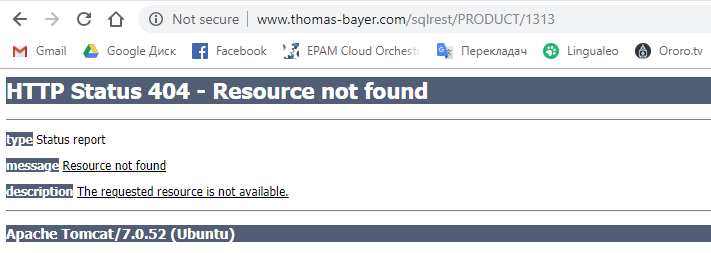 Not secure | www.thomas-bayer.com/sqlrest/PRODUCT/1313
Gmail Google Диск Facebook EPAM Cloud Orchestr Перекладач Lingualeo Ororo.tv
HTTP Status 404 - Resource not found
type Status report
message Resource not found
description The requested resource is not available.
Apache Tomcat/7.0.52 (Ubuntu)